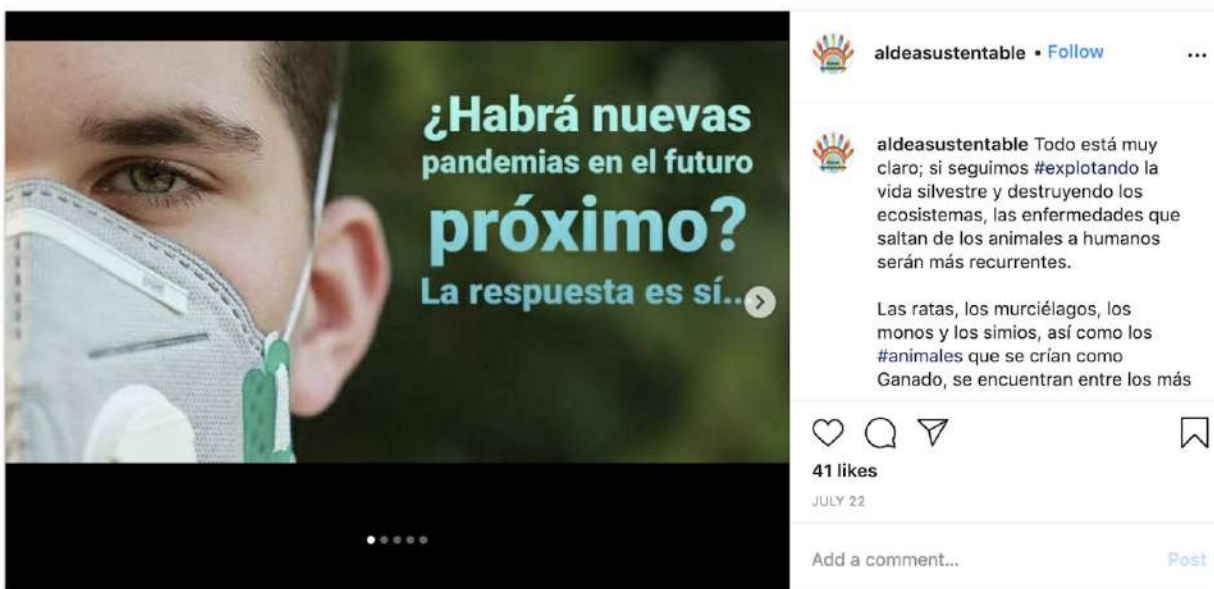 ¿Habrá nuevas
pandemias en el futuro
próximo?
La respuesta es sí...
aldeasustentable • Follow
aldeasustentable Todo está muy
claro; si seguimos #explotando la
vida silvestre y destruyendo los
ecosistemas, las enfermedades que
saltan de los animales a humanos
serán más recurrentes.
Las ratas, los murciélagos, los
monos y los simios, así como los
#animales que se crían como
Ganado, se encuentran entre los más
41 likes
JULY 22
Add a comment...
Post